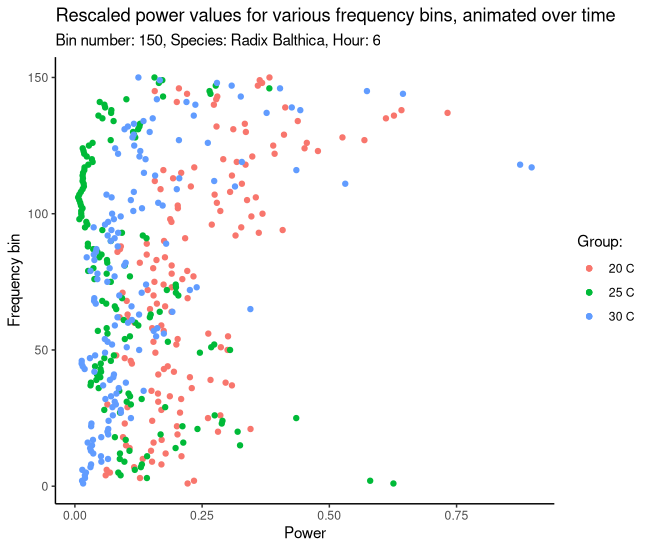 Rescaled power values for various frequency bins, animated over time
Bin number: 150, Species: Radix Balthica, Hour: 6
150
100
50
0
Frequency bin
0.00
0.25
0.50
0.75
Power
Group:
20 C
25 C
30 C